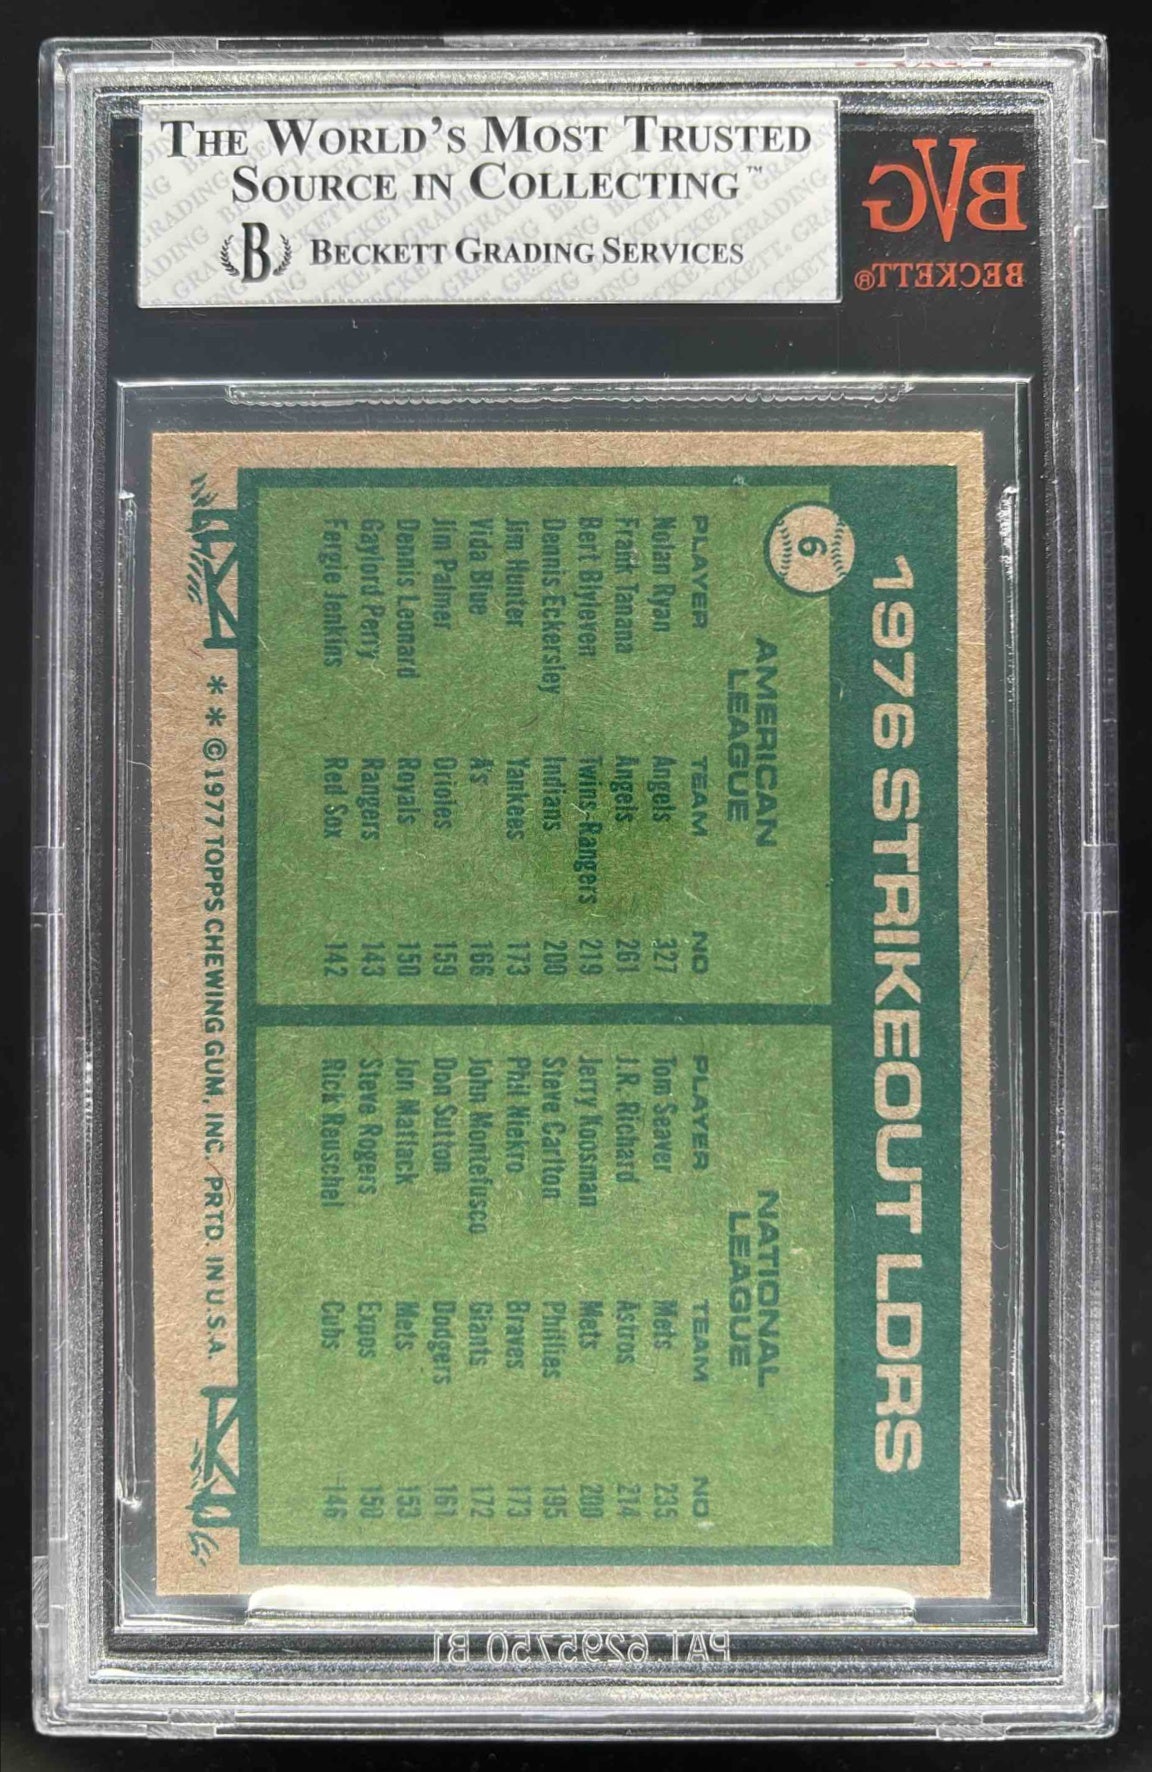 THE WORLD'S MOST TRUSTED
SOURCE IN COLLECTING™
B BECKETT GRADING SERVICES
BVG
BECKETT®
1976 STRIKEOUT LDRS
6
AMERICAN
LEAGUE
PLAYER TEAM NO
Nolan Ryan Angels 327
Frank Tanana Angels 261
Bert Blyleven Twins-Rangers 219
Dennis Eckersley Indians 200
Jim Hunter Yankees 173
Vida Blue A's 166
Jim Palmer Orioles 159
Dennis Leonard Royals 150
Gaylord Perry Rangers 143
Fergie Jenkins Red Sox 142
NATIONAL
LEAGUE
PLAYER TEAM NO
Tom Seaver Mets 235
J.R. Richard Astros 214
Jerry Koosman Mets 200
Steve Carlton Phillies 195
Phil Niekro Braves 173
John Montefusco Giants 172
Don Sutton Dodgers 161
Jon Matlack Mets 153
Steve Rogers Expos 150
Rick Reuschel Cubs 146
* * ©1977 TOPPS CHEWING GUM, INC. PRTD. IN U.S.A.
PAT. 6295750 B1